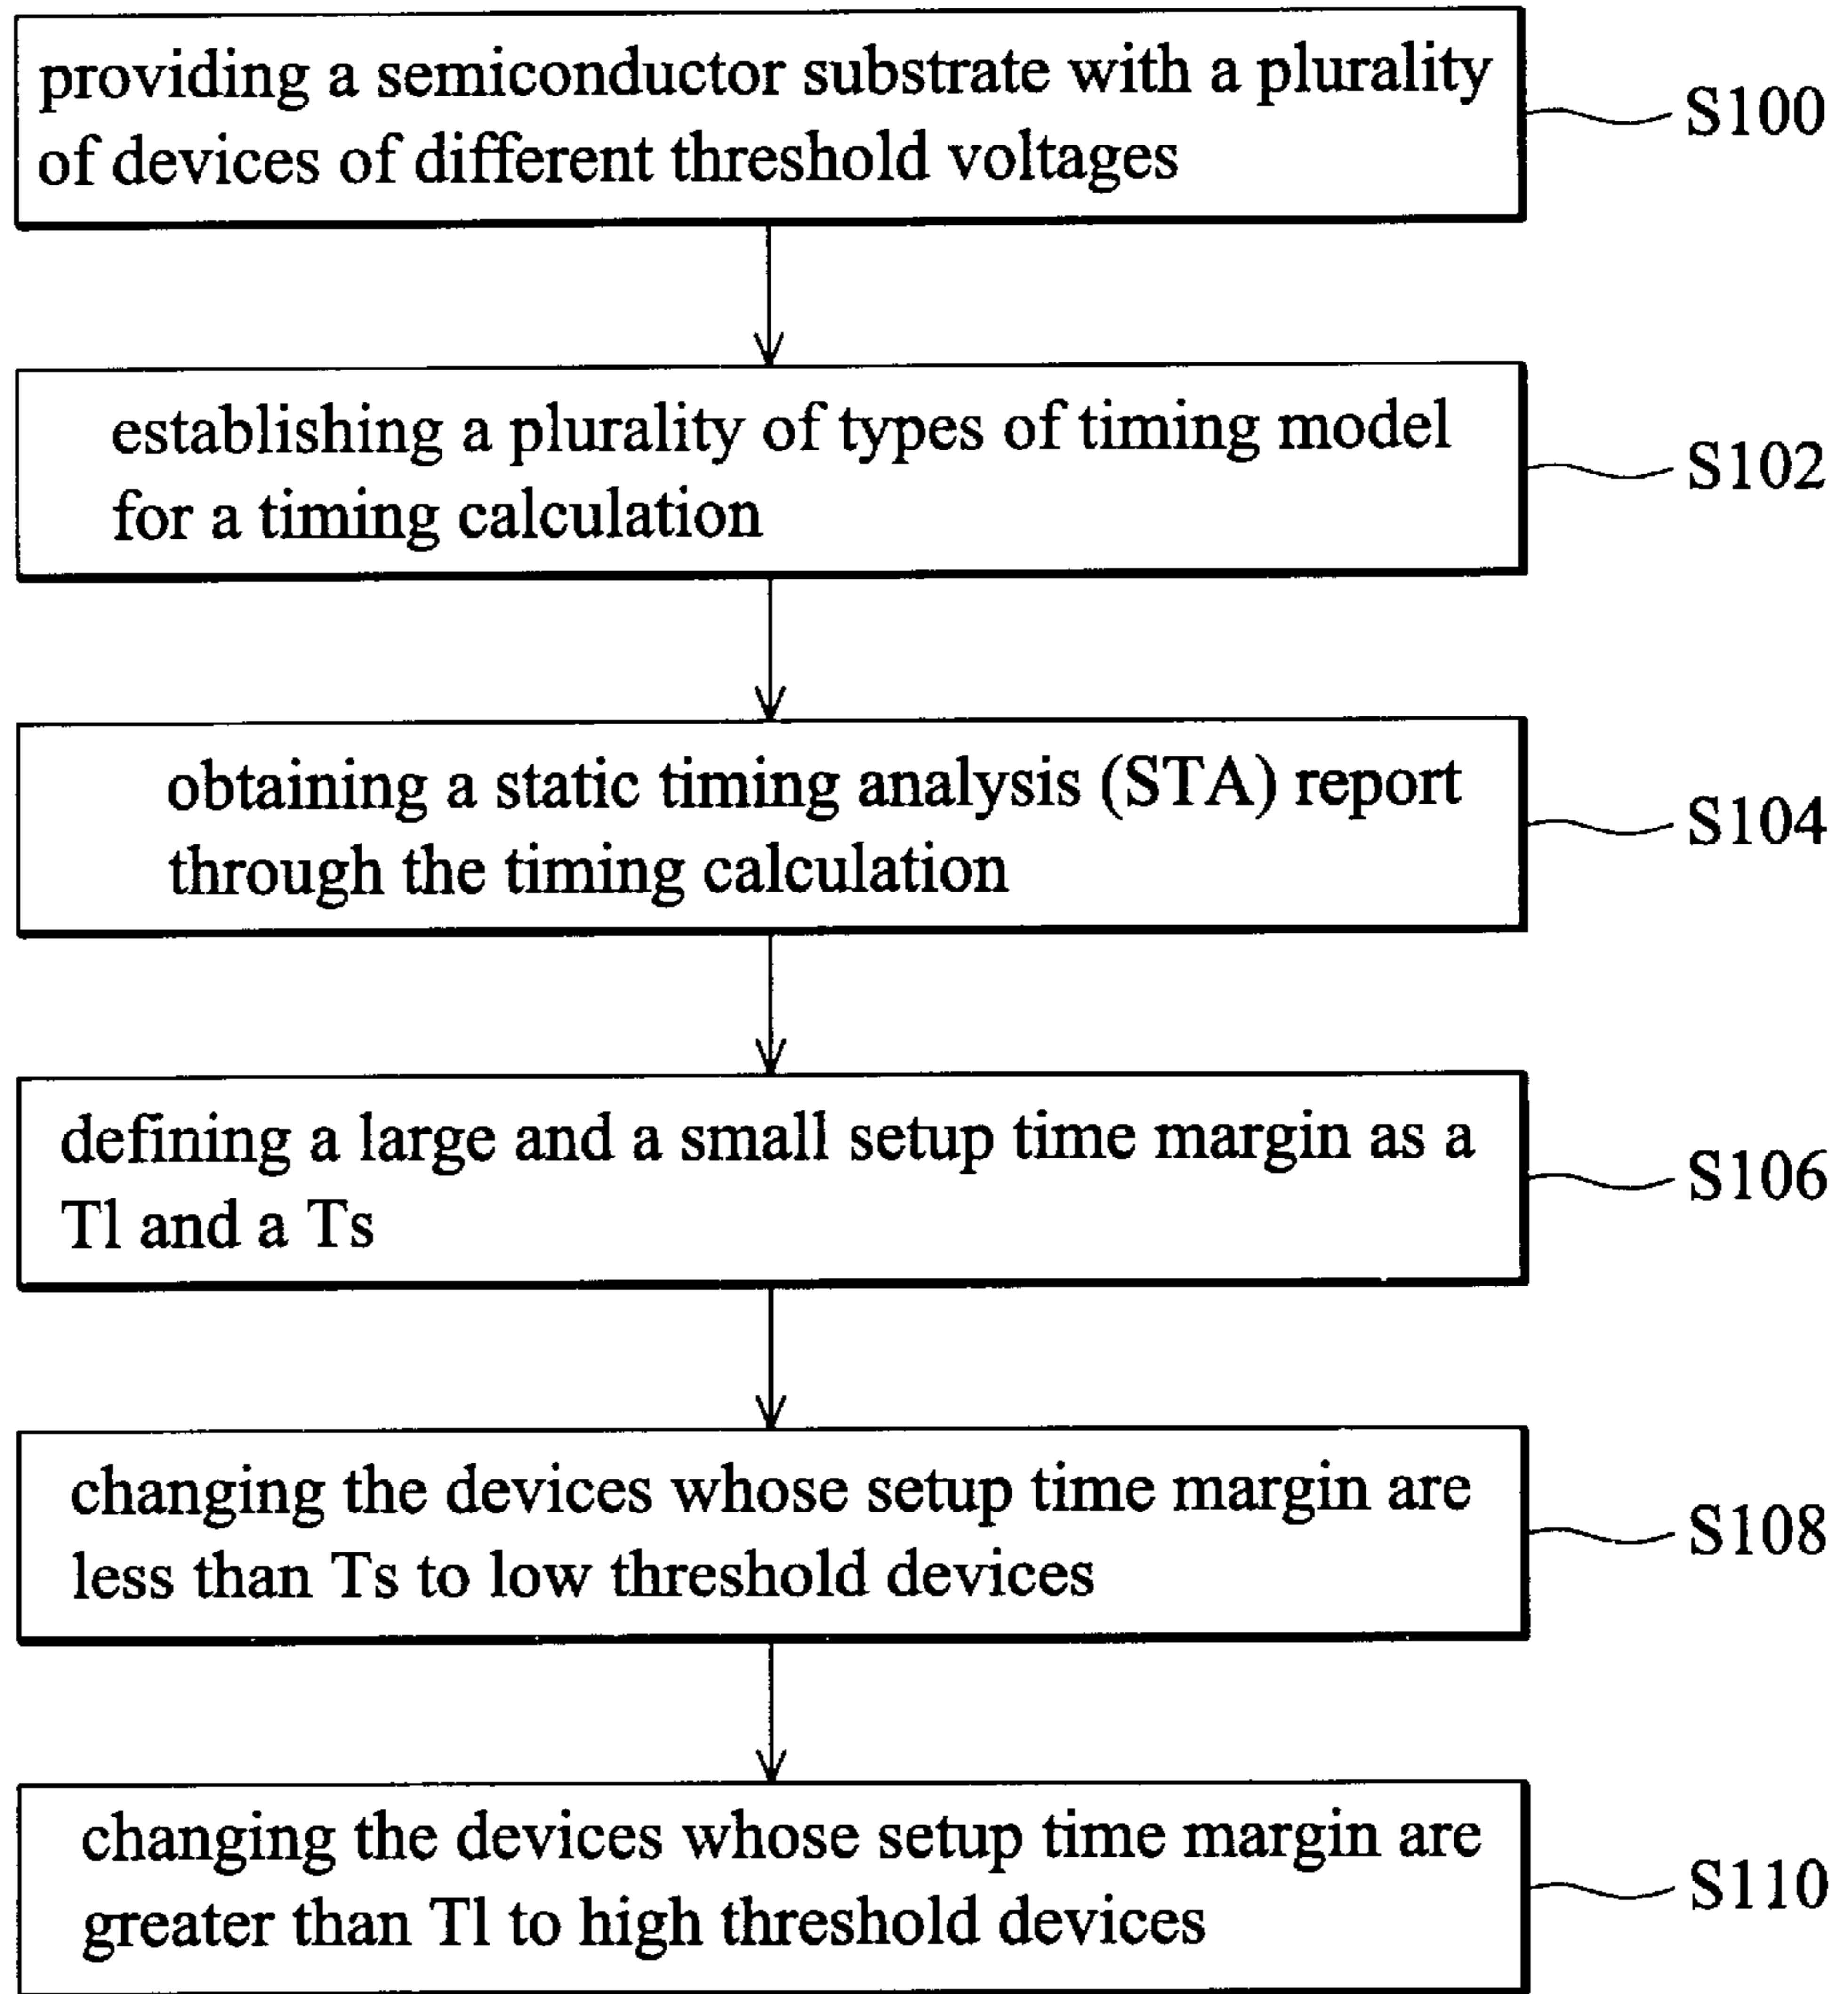 providing a semiconductor substrate with a plurality
of devices of different threshold voltages
S100
establishing a plurality of types of timing model
for a timing calculation
S102
obtaining a static timing analysis (STA) report
through the timing calculation
S104
defining a large and a small setup time margin as a
Tl and a Ts
S106
changing the devices whose setup time margin are
less than Ts to low threshold devices
S108
changing the devices whose setup time margin are
greater than Tl to high threshold devices
S110